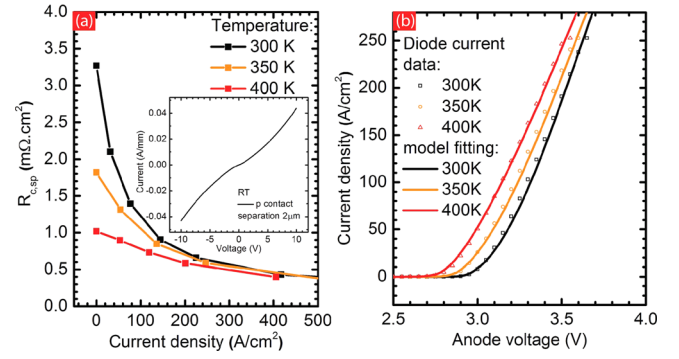 (a)
Temperature:
300 K
350 K
400 K
R c,sp (mΩ.cm²)
4.0
3.5
3.0
2.5
2.0
1.5
1.0
0.5
0.0
0 100 200 300 400 500
Current density (A/cm²)
Current (A/mm)
0.04
0.02
0.00
-0.02
-0.04
RT
p contact
separation 2μm
-10 -5 0 5 10
Voltage (V)
(b)
Diode current
data:
300K
350K
400K
model fitting:
300K
350K
400K
Current density (A/cm²)
250
200
150
100
50
0
2.5 3.0 3.5 4.0
Anode voltage (V)